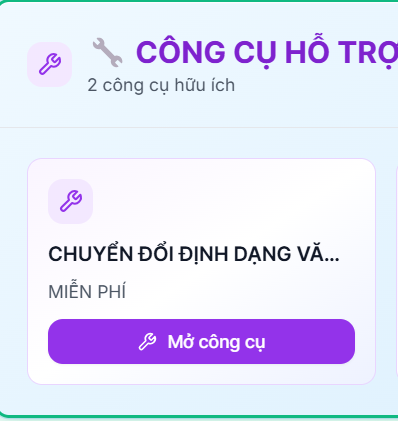 CÔNG CỤ HỖ TRỢ
2 công cụ hữu ích
CHUYỂN ĐỔI ĐỊNH DẠNG VĂ...
MIỄN PHÍ
Mở công cụ